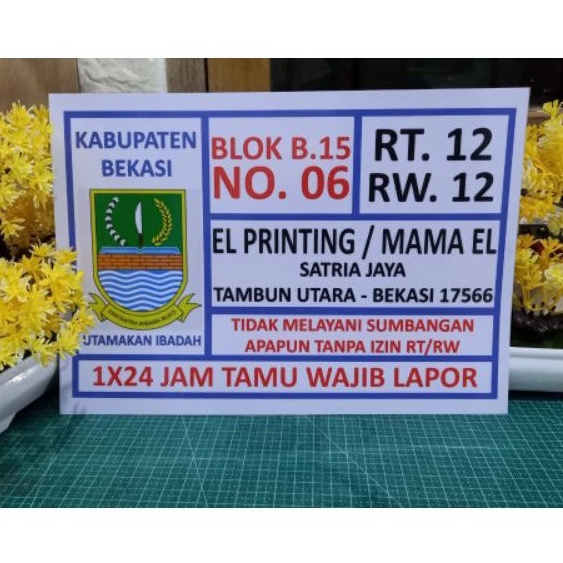 KABUPATEN
BEKASI
UTAMAKAN IBADAH
BLOK B.15
NO. 06
RT. 12
RW. 12
EL PRINTING / MAMA EL
SATRIA JAYA
TAMBUN UTARA - BEKASI 17566
TIDAK MELAYANI SUMBANGAN
APAPUN TANPA IZIN RT/RW
1X24 JAM TAMU WAJIB LAPOR